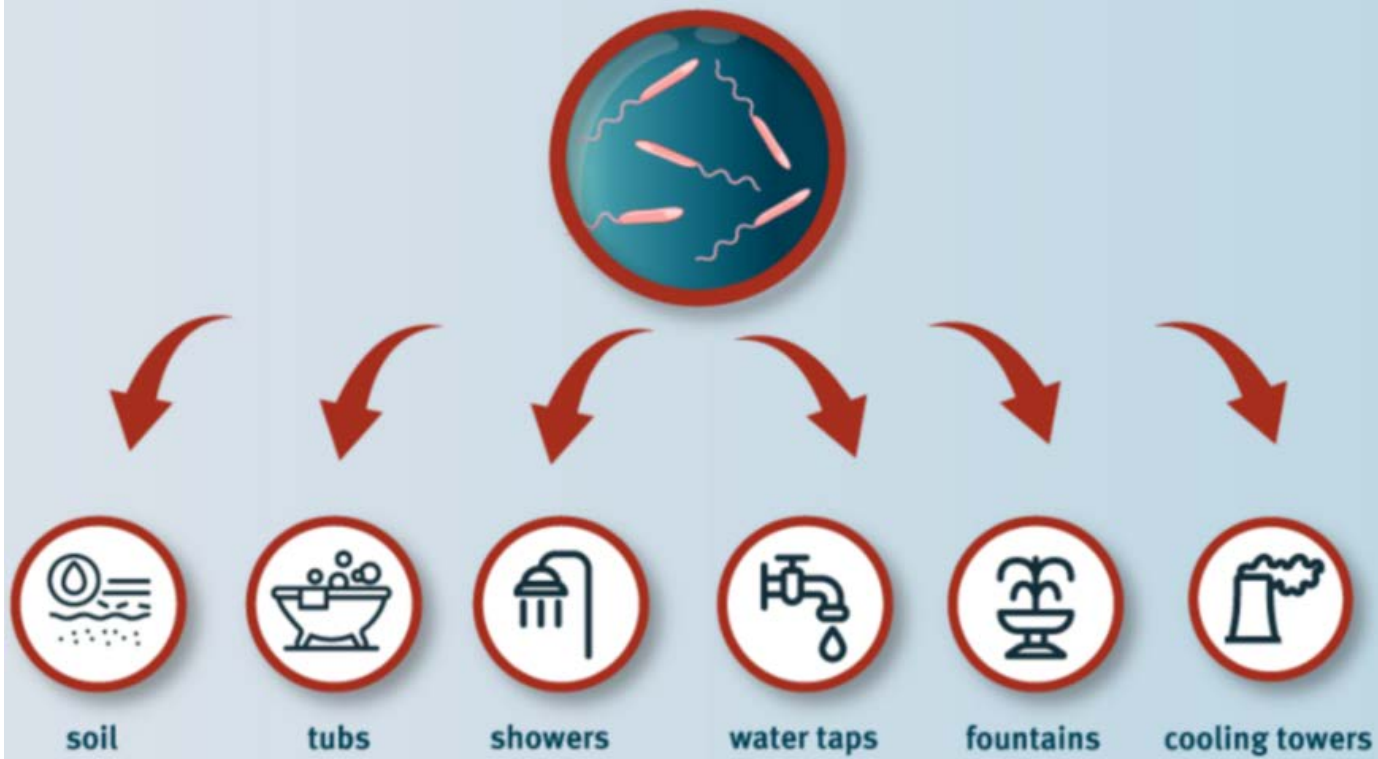 soil
tubs
showers
water taps
fountains
cooling towers